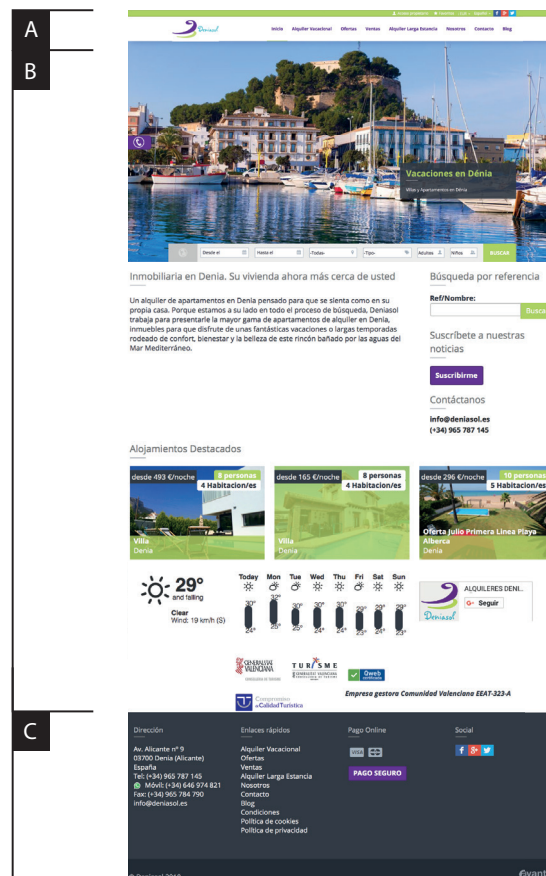 A
B
C
Acceso propietario Favoritos Español
Deniasol
Inicio Alquiler Vacacional Ofertas Ventas Alquiler Larga Estancia Nosotros Contacto Blog
Vacaciones en Dénia
Villas y Apartamentos en Dénia
Desde el Hasta el -Todas- -Tipo- Adultos Niños BUSCAR
Inmobiliaria en Denia. Su vivienda ahora más cerca de usted
Un alquiler de apartamentos en Denia pensado para que se sienta como en su
propia casa. Porque estamos a su lado en todo el proceso de búsqueda, Deniasol
trabaja para presentarle la mayor gama de apartamentos de alquiler en Denia,
inmuebles para que disfrute de unas fantásticas vacaciones o largas temporadas
rodeado de confort, bienestar y la belleza de este rincón bañado por las aguas del
Mar Mediterráneo.
Búsqueda por referencia
Ref/Nombre:
Busca
Suscríbete a nuestras
noticias
Suscribirme
Contáctanos
info@deniasol.es
(+34) 965 787 145
Alojamientos Destacados
desde 493 €/noche
8 personas
4 Habitacion/es
Villa
Denia
desde 165 €/noche
8 personas
4 Habitacion/es
Villa
Denia
desde 296 €/noche
10 personas
5 Habitacion/es
Oferta Julio Primera Linea Playa
Alberca
Denia
29°
and falling
Clear
Wind: 19 km/h (S)
Today Mon Tue Wed Thu Fri Sat Sun
30° 32° 30° 30° 30° 29° 29° 29°
24° 25° 25° 24° 24° 23° 24° 23°
Deniasol
ALQUILERES DENI...
G+ Seguir
GENERALITAT
VALENCIANA
TURISME
GENERALITAT VALENCIANA
Qweb
Compromiso
Calidad Turística
Empresa gestora Comunidad Valenciana EEAT-323-A
Dirección
Av. Alicante nº 9
03700 Denia (Alicante)
España
Tel: (+34) 965 787 145
Móvil: (+34) 646 974 821
Fax: (+34) 965 784 790
info@deniasol.es
Enlaces rápidos
Alquiler Vacacional
Ofertas
Ventas
Alquiler Larga Estancia
Nosotros
Contacto
Blog
Condiciones
Política de cookies
Política de privacidad
Pago Online
VISA
PAGO SEGURO
Social
© Deniasol 2018